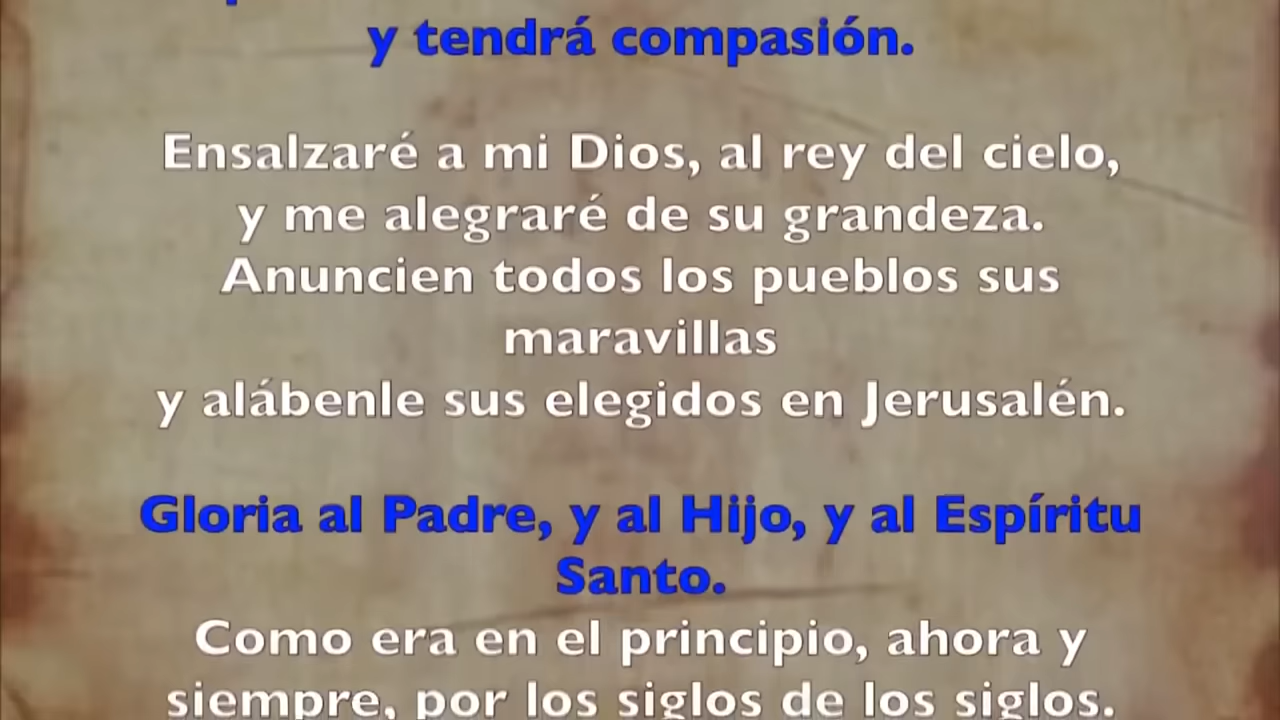 y tendrá compasión.
Ensalzaré a mi Dios, al rey del cielo,
y me alegraré de su grandeza.
Anuncien todos los pueblos sus
maravillas
y alábenle sus elegidos en Jerusalén.
Gloria al Padre, y al Hijo, y al Espíritu
Santo.
Como era en el principio, ahora y
siempre, por los siglos de los siglos.